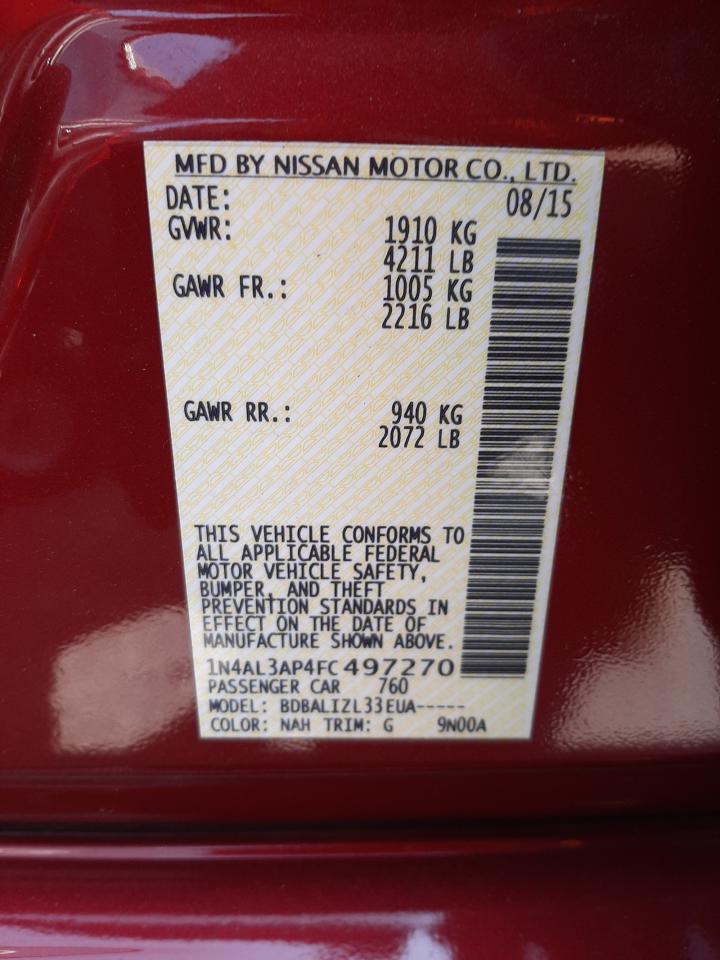 MFD BY NISSAN MOTOR CO., LTD.
DATE: 08/15
GVWR: 1910 KG
4211 LB
GAWR FR.: 1005 KG
2216 LB
GAWR RR.: 940 KG
2072 LB
THIS VEHICLE CONFORMS TO
ALL APPLICABLE FEDERAL
MOTOR VEHICLE SAFETY,
BUMPER, AND THEFT
PREVENTION STANDARDS IN
EFFECT ON THE DATE OF
MANUFACTURE SHOWN ABOVE.
1N4AL3AP4FC497270
PASSENGER CAR 760
MODEL: BDBALIZL33EUA-----
COLOR: NAH TRIM: G 9N00A